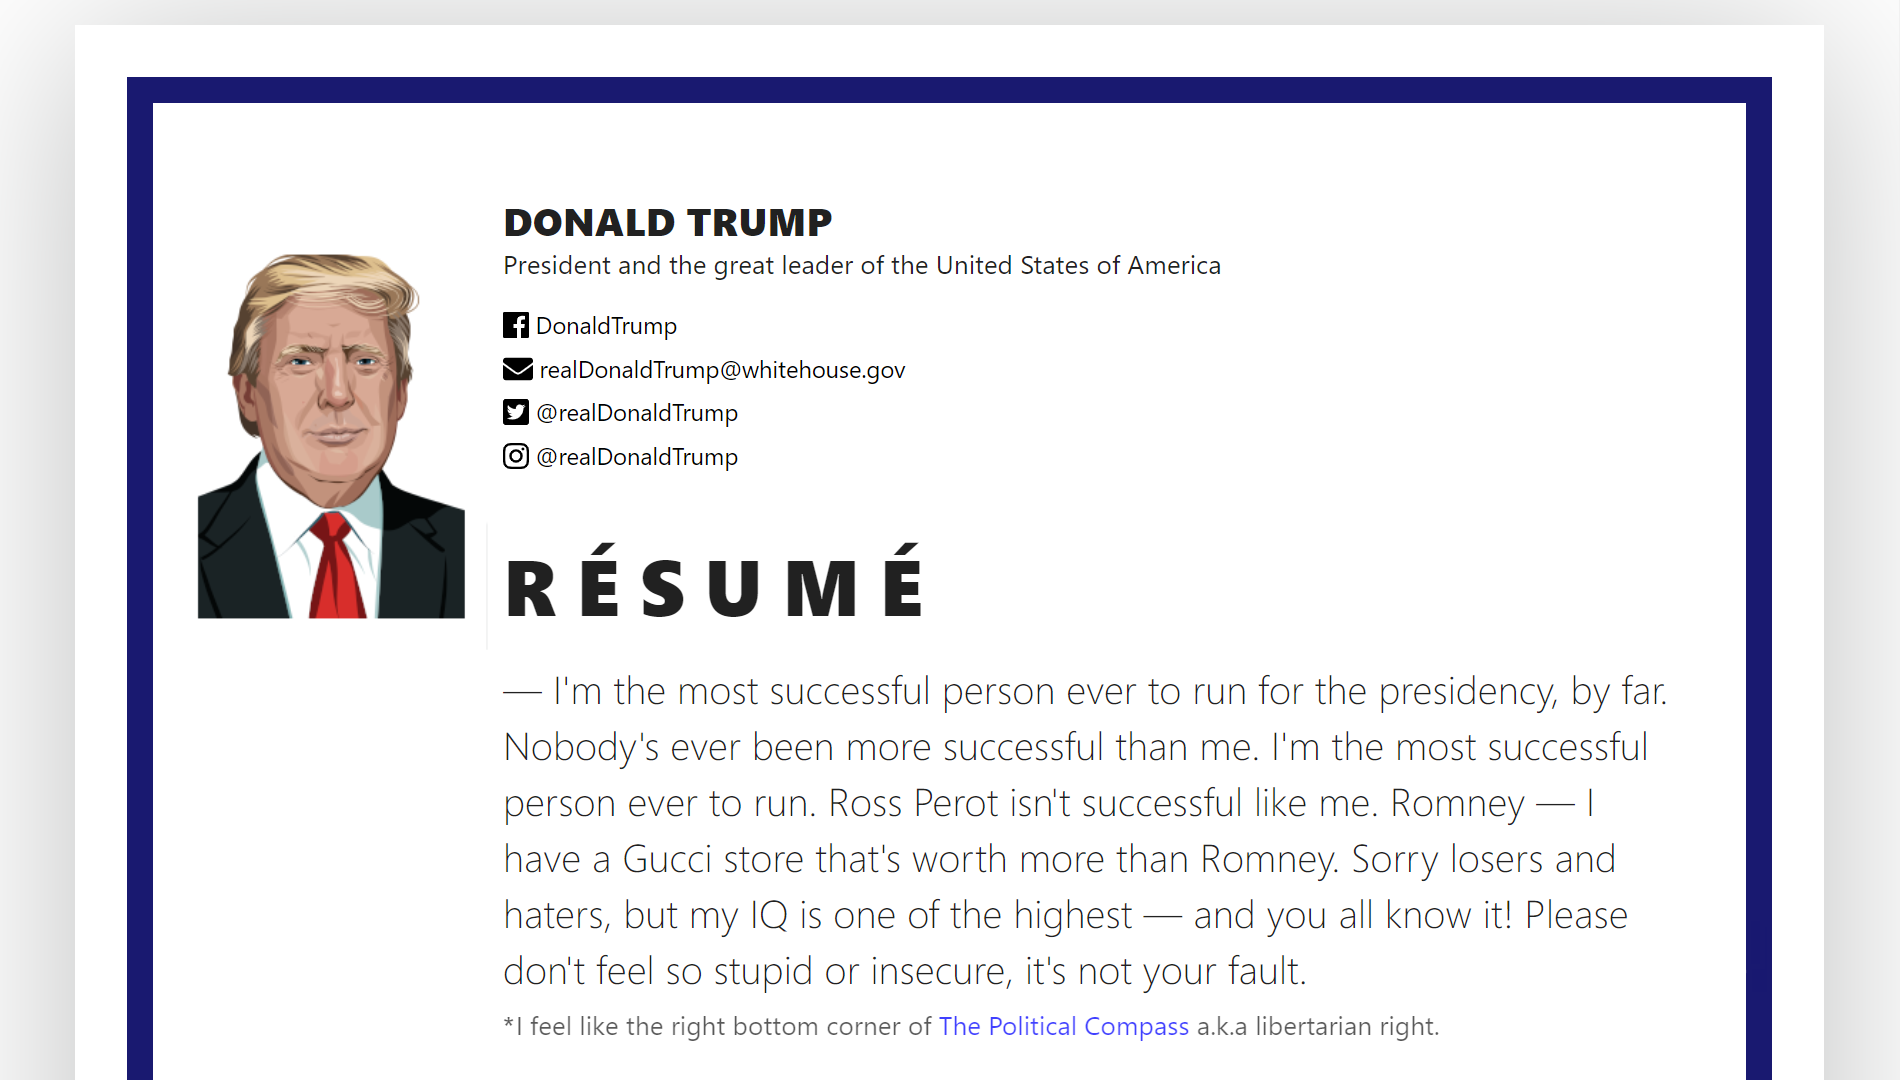 DONALD TRUMP
President and the great leader of the United States of America
DonaldTrump
realDonaldTrump@whitehouse.gov
@realDonaldTrump
@realDonaldTrump
RÉSUMÉ
— I'm the most successful person ever to run for the presidency, by far.
Nobody's ever been more successful than me. I'm the most successful
person ever to run. Ross Perot isn't successful like me. Romney — I
have a Gucci store that's worth more than Romney. Sorry losers and
haters, but my IQ is one of the highest — and you all know it! Please
don't feel so stupid or insecure, it's not your fault.
*I feel like the right bottom corner of The Political Compass a.k.a libertarian right.